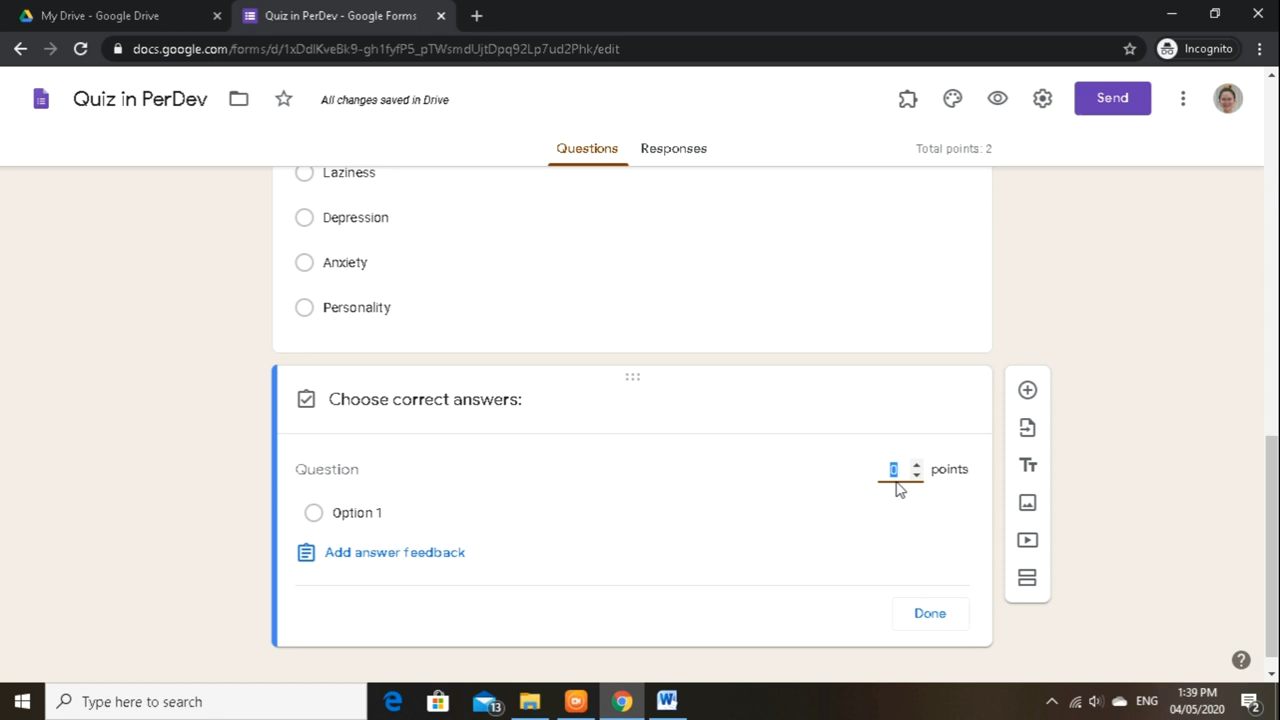 My Drive - Google Drive
Quiz in PerDev - Google Forms
docs.google.com/forms/d/1xDdlKveBk9-gh1fyfP5_pTWsmdUjtDpq92Lp7ud2Phk/edit
Incognito
Quiz in PerDev
All changes saved in Drive
Send
Questions
Responses
Total points: 2
Laziness
Depression
Anxiety
Personality
Choose correct answers:
Question
0 points
Option 1
Add answer feedback
Done
Type here to search
13
ENG
1:39 PM
04/05/2020
2